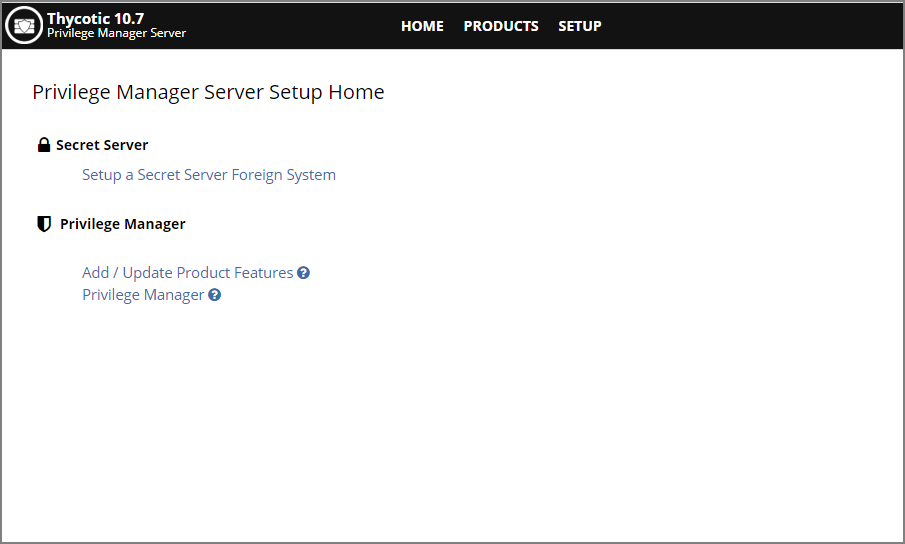 Thycotic 10.7
Privilege Manager Server
HOME PRODUCTS SETUP
Privilege Manager Server Setup Home
Secret Server
Setup a Secret Server Foreign System
Privilege Manager
Add / Update Product Features ?
Privilege Manager ?